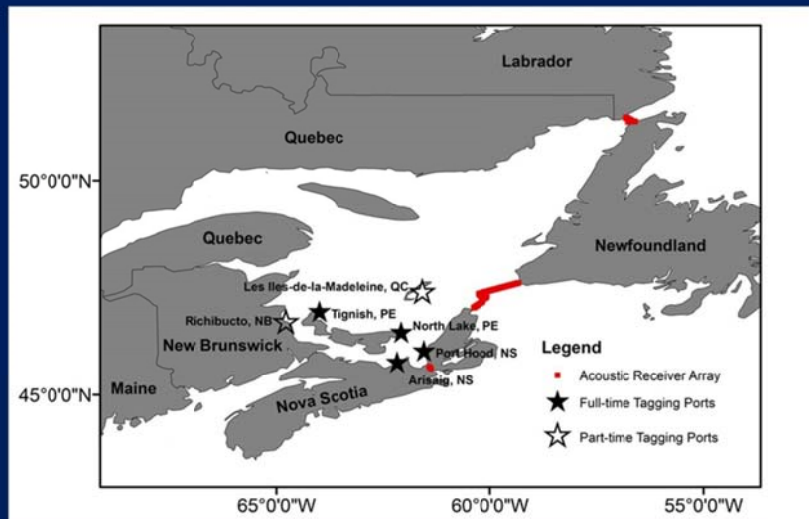 Labrador
Quebec
50°0'0"N
Quebec
Newfoundland
Les Iles-de-la-Madeleine, QC
Richibucto, NB
Tignish, PE
North Lake, PE
New Brunswick
Port Hood, NS
Legend
Maine
Arisaig, NS
Acoustic Receiver Array
45°0'0"N
Nova Scotia
Full-time Tagging Ports
Part-time Tagging Ports
65°0'0"W
60°0'0"W
55°0'0"W